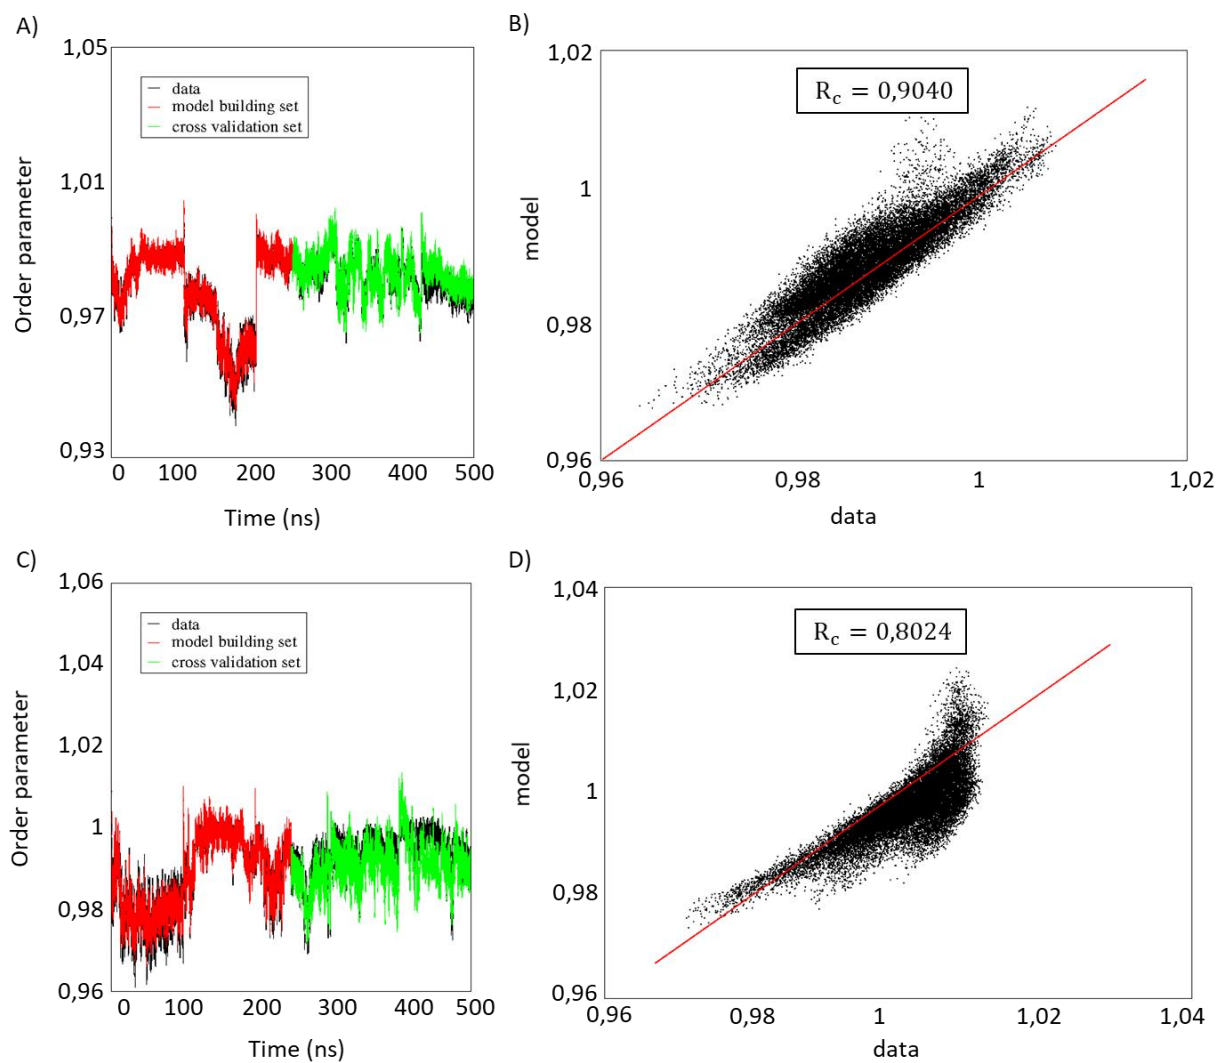 A)
1,05
1,01
0,97
0,93
Order parameter
data
model building set
cross validation set
0 100 200 300 400 500
Time (ns)
B)
1,02
1
0,98
0,96
model
R_c = 0,9040
0,96 0,98 1 1,02
data
C)
1,06
1,04
1,02
1
0,98
0,96
Order parameter
data
model building set
cross validation set
0 100 200 300 400 500
Time (ns)
D)
1,04
1,02
1
0,98
0,96
model
R_c = 0,8024
0,96 0,98 1 1,02 1,04
data